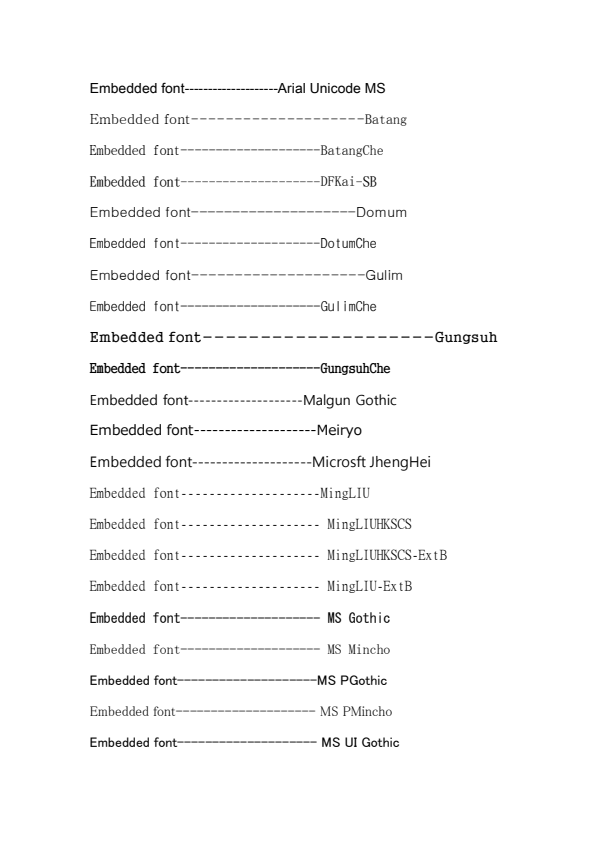 Embedded font--------------------Arial Unicode MS
Embedded font--------------------Batang
Embedded font--------------------BatangChe
Embedded font--------------------DFKai-SB
Embedded font--------------------Domum
Embedded font--------------------DotumChe
Embedded font--------------------Gulim
Embedded font--------------------GulimChe
Embedded font--------------------Gungsuh
Embedded font--------------------GungsuhChe
Embedded font--------------------Malgun Gothic
Embedded font--------------------Meiryo
Embedded font--------------------Microsft JhengHei
Embedded font--------------------MingLIU
Embedded font-------------------- MingLIUHKSCS
Embedded font-------------------- MingLIUHKSCS-ExtB
Embedded font-------------------- MingLIU-ExtB
Embedded font-------------------- MS Gothic
Embedded font-------------------- MS Mincho
Embedded font--------------------MS PGothic
Embedded font-------------------- MS PMincho
Embedded font-------------------- MS UI Gothic